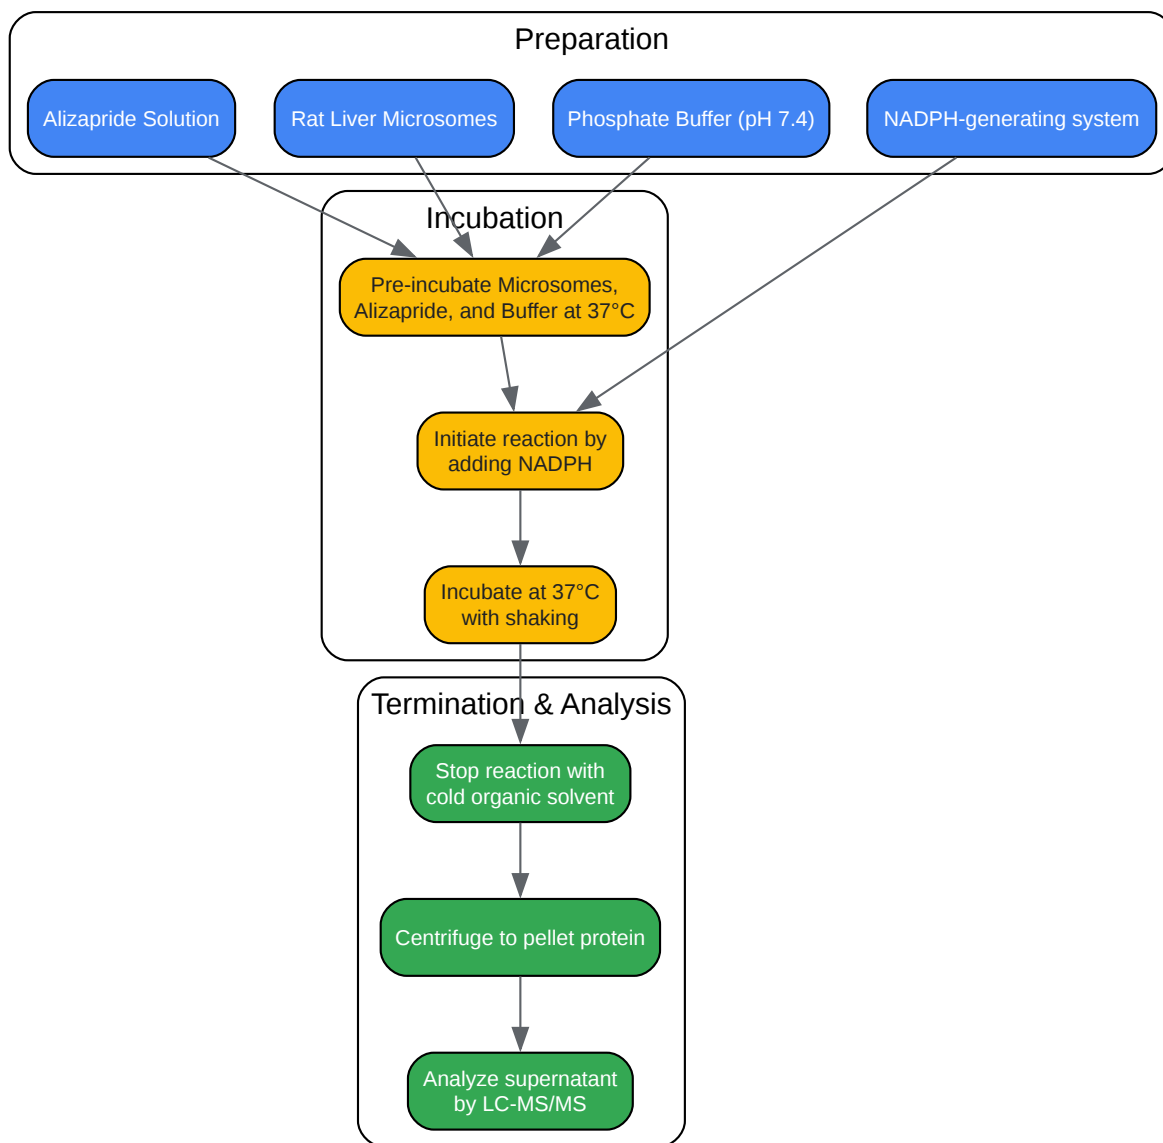 Preparation
Alizapride Solution
Rat Liver Microsomes
Phosphate Buffer (pH 7.4)
NADPH-generating system
Incubation
Pre-incubate Microsomes,
Alizapride, and Buffer at 37°C
Initiate reaction by
adding NADPH
Incubate at 37°C
with shaking
Termination & Analysis
Stop reaction with
cold organic solvent
Centrifuge to pellet protein
Analyze supernatant
by LC-MS/MS